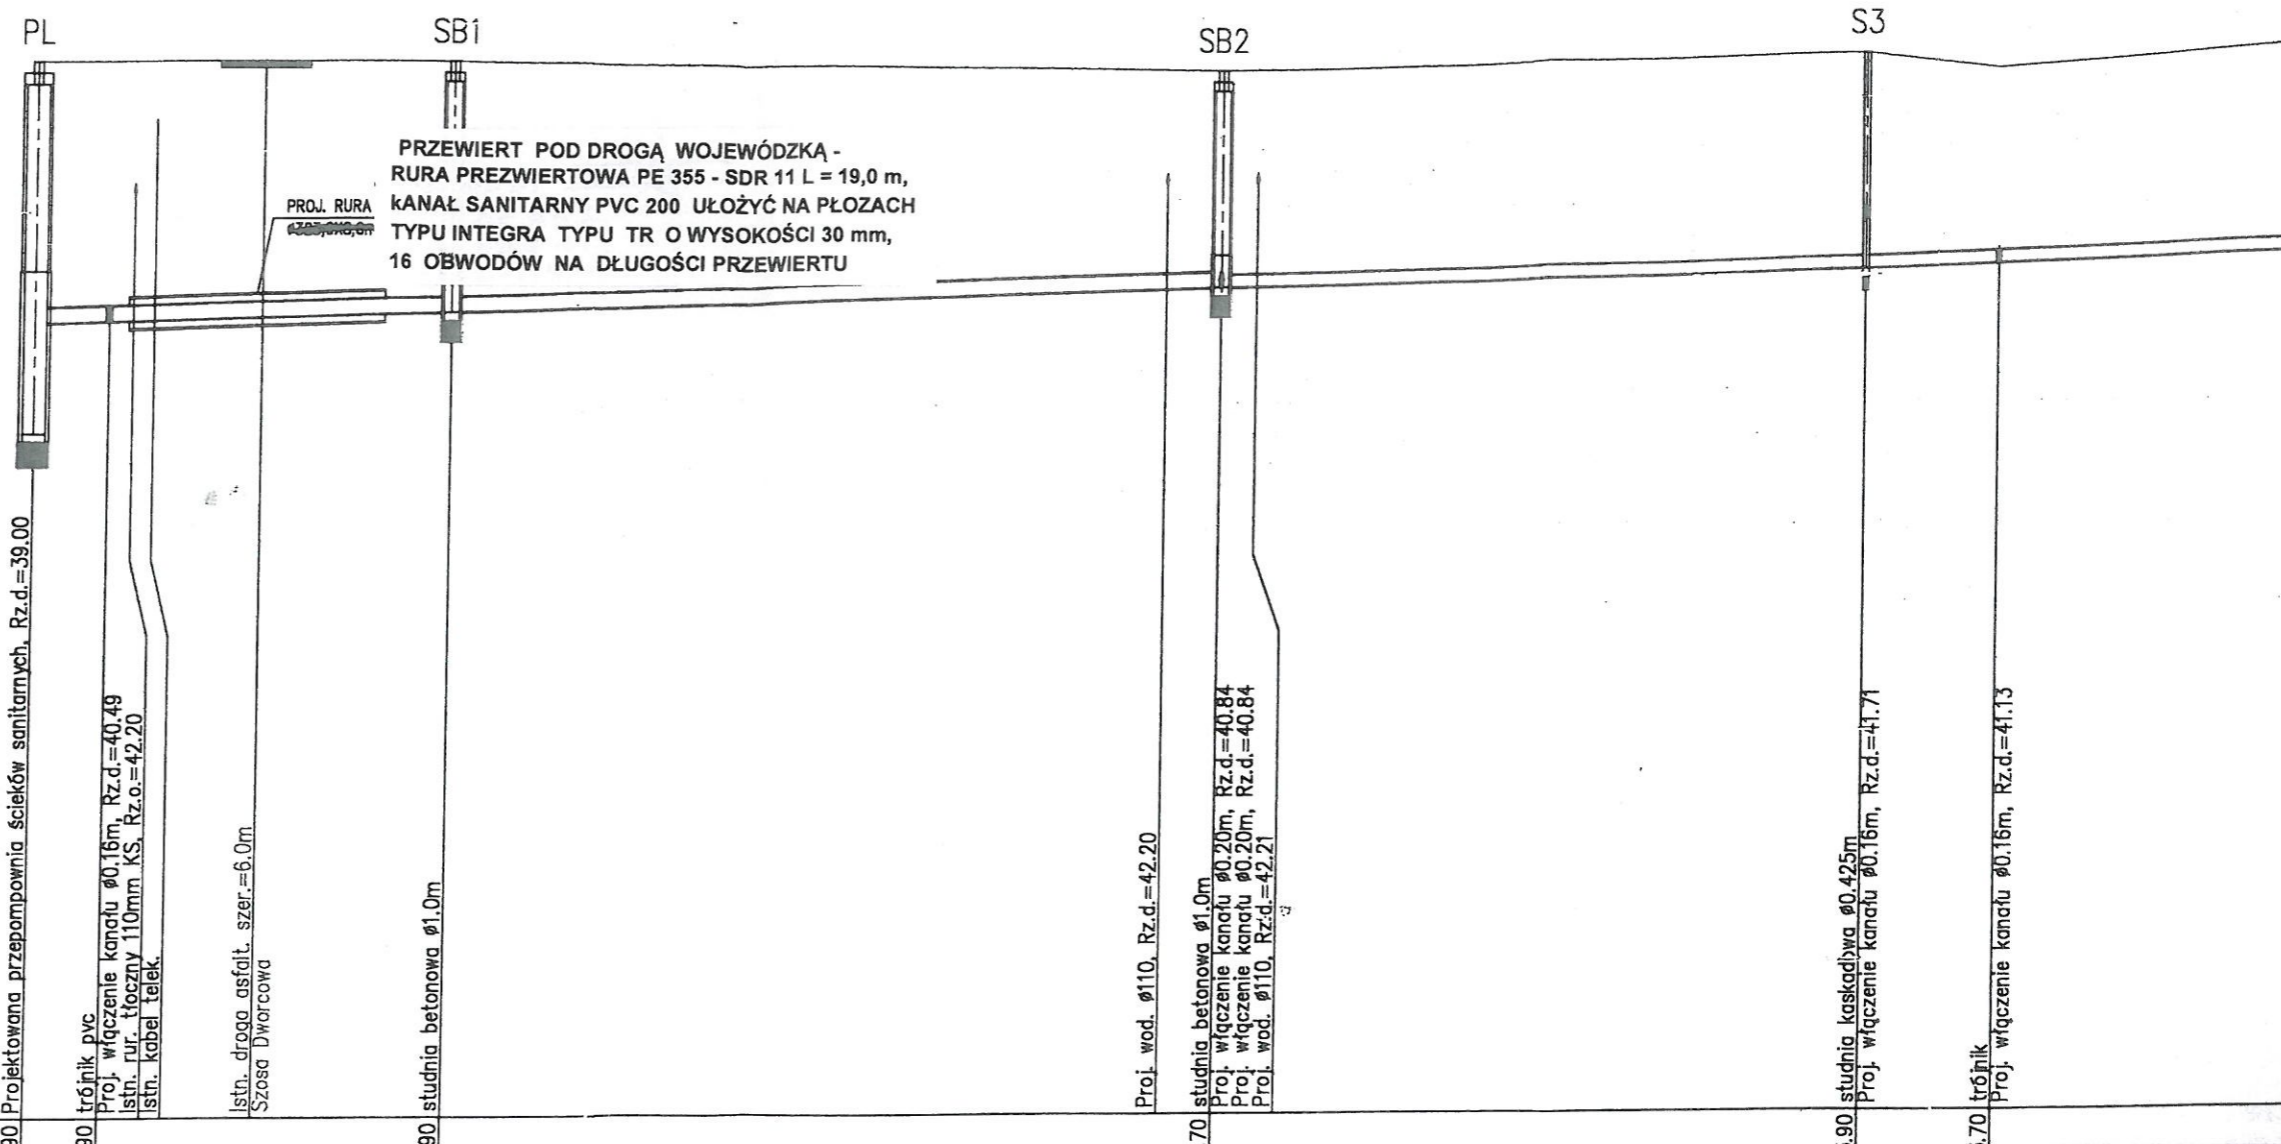 PL
SB1
SB2
S3
PRZEWIERT POD DROGĄ WOJEWÓDZKĄ -
RURA PREZWIERTOWA PE 355 - SDR 11 L = 19,0 m,
kANAŁ SANITARNY PVC 200 UŁOŻYĆ NA PŁOZACH
TYPU INTEGRA TYPU TR O WYSOKOŚCI 30 mm,
16 OBWODÓW NA DŁUGOŚCI PRZEWIERTU
PROJ. RURA
Projektowana przepompownia ścieków sanitarnych, Rz.d.=39.00
trójnik pvc
Proj. włączenie kanału ø0.16m, Rz.d.=40.49
Istn. rur. tłoczny 110mm KS, Rz.o.=42.20
Istn. kabel telek.
Istn. droga asfalt. szer.=6.0m
Szosa Dworcowa
studnia betonowa ø1.0m
Proj. wod. ø110, Rz.d.=42.20
studnia betonowa ø1.0m
Proj. włączenie kanału ø0.20m, Rz.d.=40.84
Proj. włączenie kanału ø0.20m, Rz.d.=40.84
Proj. wod. ø110, Rz.d.=42.21
studnia kaskadowa ø0.425m
Proj. włączenie kanału ø0.16m, Rz.d.=41.71
trójnik
Proj. włączenie kanału ø0.16m, Rz.d.=41.13
90
90
90
70
.90
.70